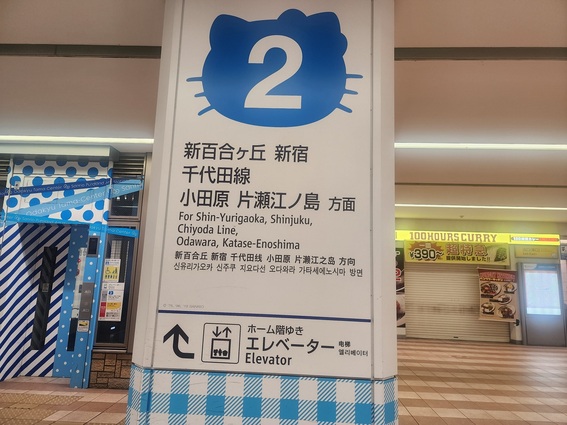 2
新百合ヶ丘 新宿
千代田線
小田原 片瀬江ノ島 方面
For Shin-Yurigaoka, Shinjuku,
Chiyoda Line,
Odawara, Katase-Enoshima
新百合丘 新宿 千代田线 小田原 片濑江之岛 方向
신유리가오카 신주쿠 지요다선 오다와라 가타세에노시마 방면
ホーム階ゆき
エレベーター
Elevator
电梯
엘리베이터
100HOURSCURRY
390